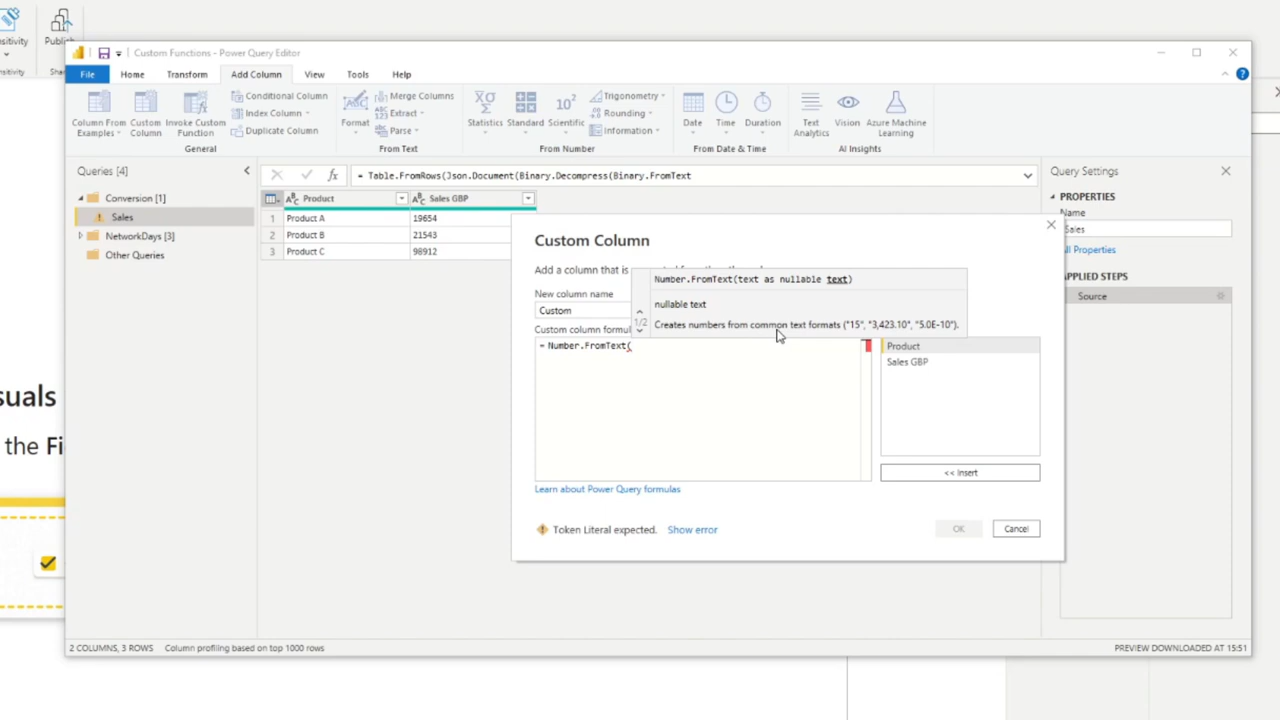 sitivity
Publi
sitivity
Sha
Custom Functions - Power Query Editor
File Home Transform Add Column View Tools Help
Column From Examples
Custom Column
Invoke Custom Function
Conditional Column
Index Column
Duplicate Column
General
Format
Merge Columns
Extract
Parse
From Text
Statistics
Standard
Scientific
Trigonometry
Rounding
Information
From Number
Date
Time
Duration
From Date & Time
Text Analytics
Vision
Azure Machine Learning
AI Insights
Queries [4]
Conversion [1]
Sales
NetworkDays [3]
Other Queries
= Table.FromRows(Json.Document(Binary.Decompress(Binary.FromText
Product Sales GBP
1 Product A 19654
2 Product B 21543
3 Product C 98912
Query Settings
PROPERTIES
Name
Sales
All Properties
APPLIED STEPS
Source
Custom Column
Add a column that is
New column name
Custom
Custom column formul
= Number.FromText(
Number.FromText(text as nullable text)
nullable text
1/2
Creates numbers from common text formats ("15", "3,423.10", "5.0E-10").
Product
Sales GBP
<< Insert
Learn about Power Query formulas
Token Literal expected. Show error
OK Cancel
suals
the Fi
2 COLUMNS, 3 ROWS Column profiling based on top 1000 rows
PREVIEW DOWNLOADED AT 15:51